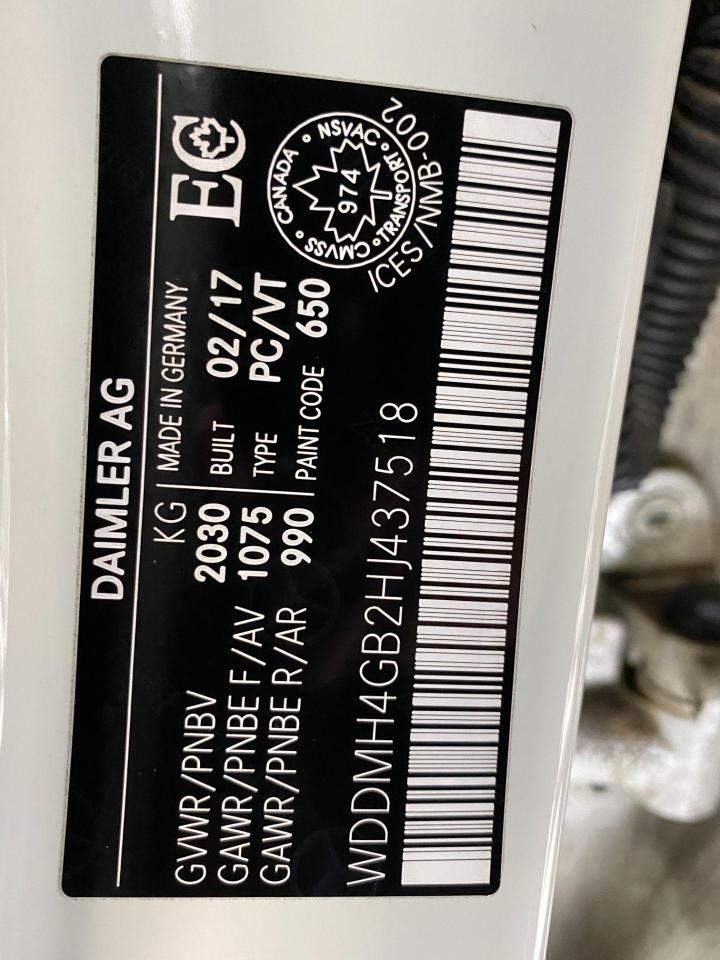 DAIMLER AG
KG
MADE IN GERMANY
GVWR/PNBV 2030
BUILT 02/17
GAWR/PNBE F/AV 1075
TYPE PC/VT
GAWR/PNBE R/AR 990
PAINT CODE 650
EC
CANADA • NSVAC • TRANSPORT • CMVSS •
974
ICES/NMB-002
WDDMH4GB2HJ437518